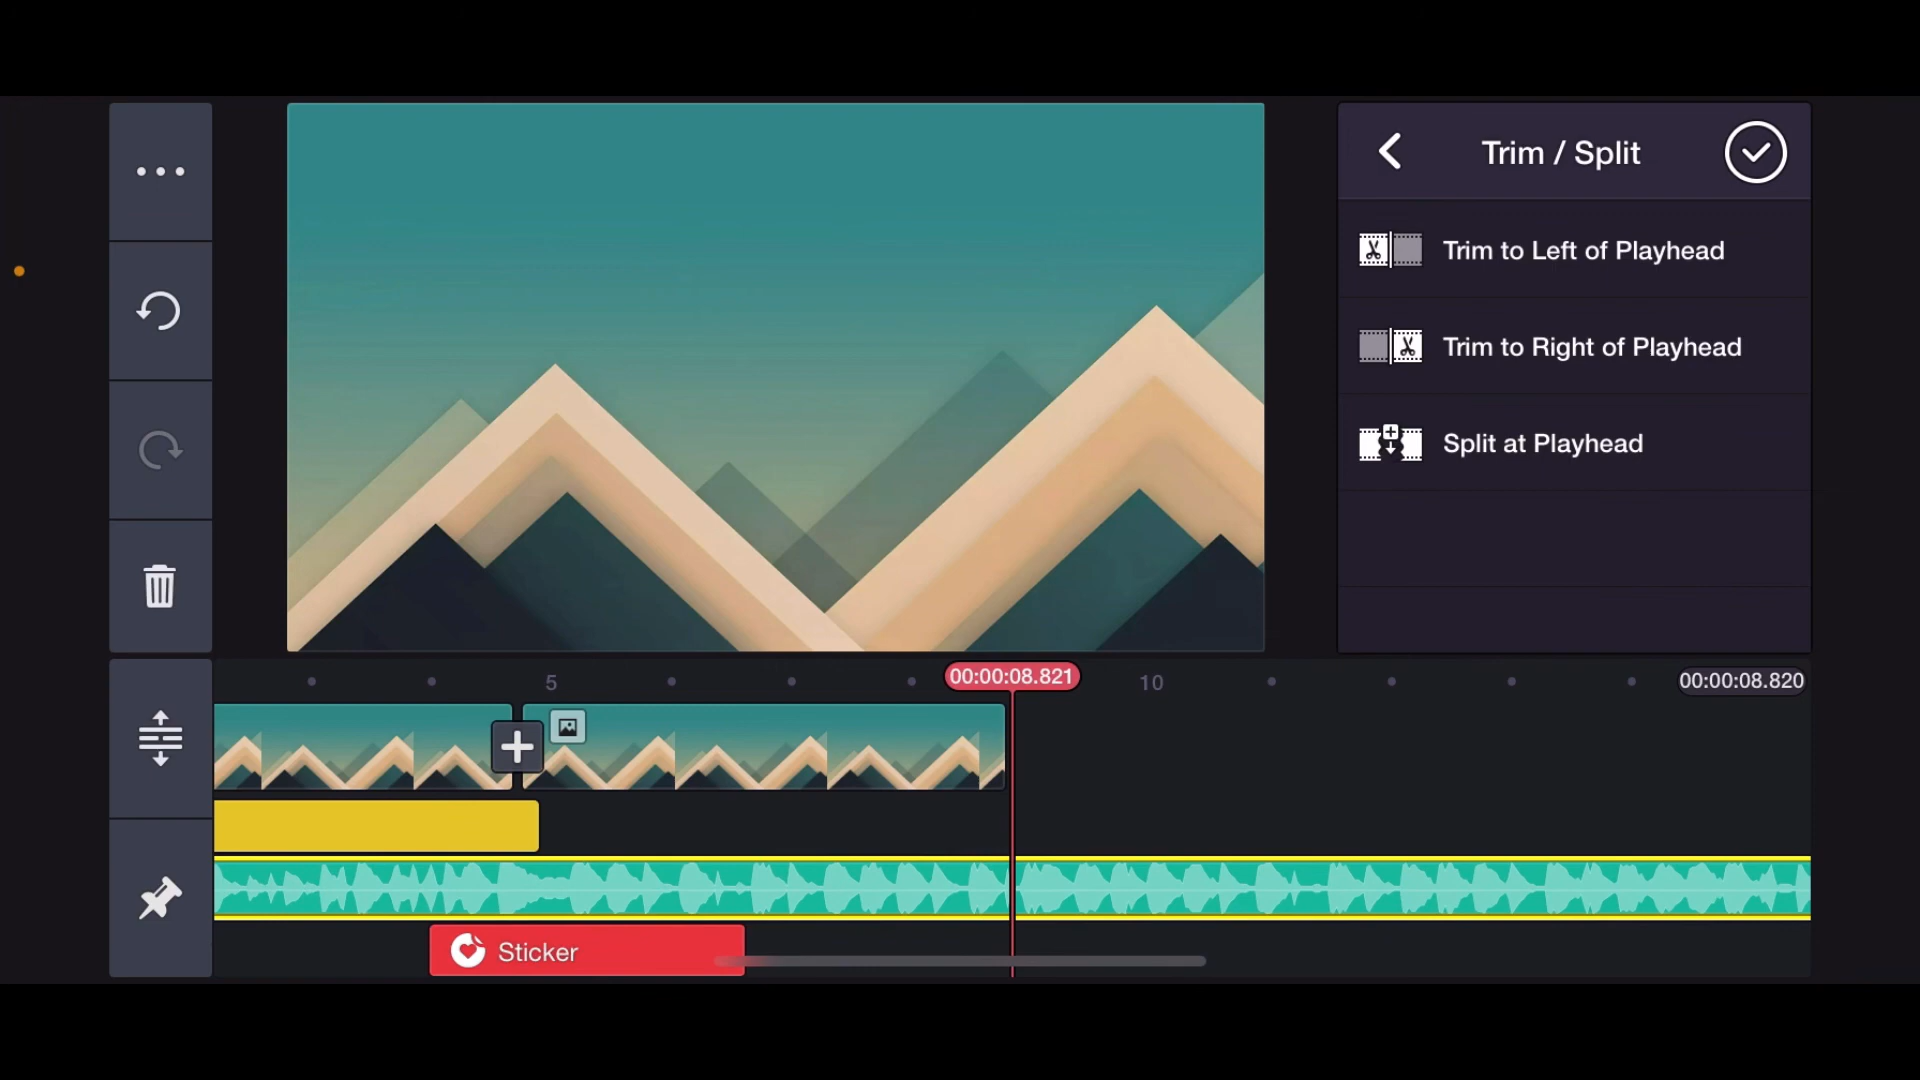 Trim / Split
Trim to Left of Playhead
Trim to Right of Playhead
Split at Playhead
5
00:00:08.821
10
00:00:08.820
Sticker